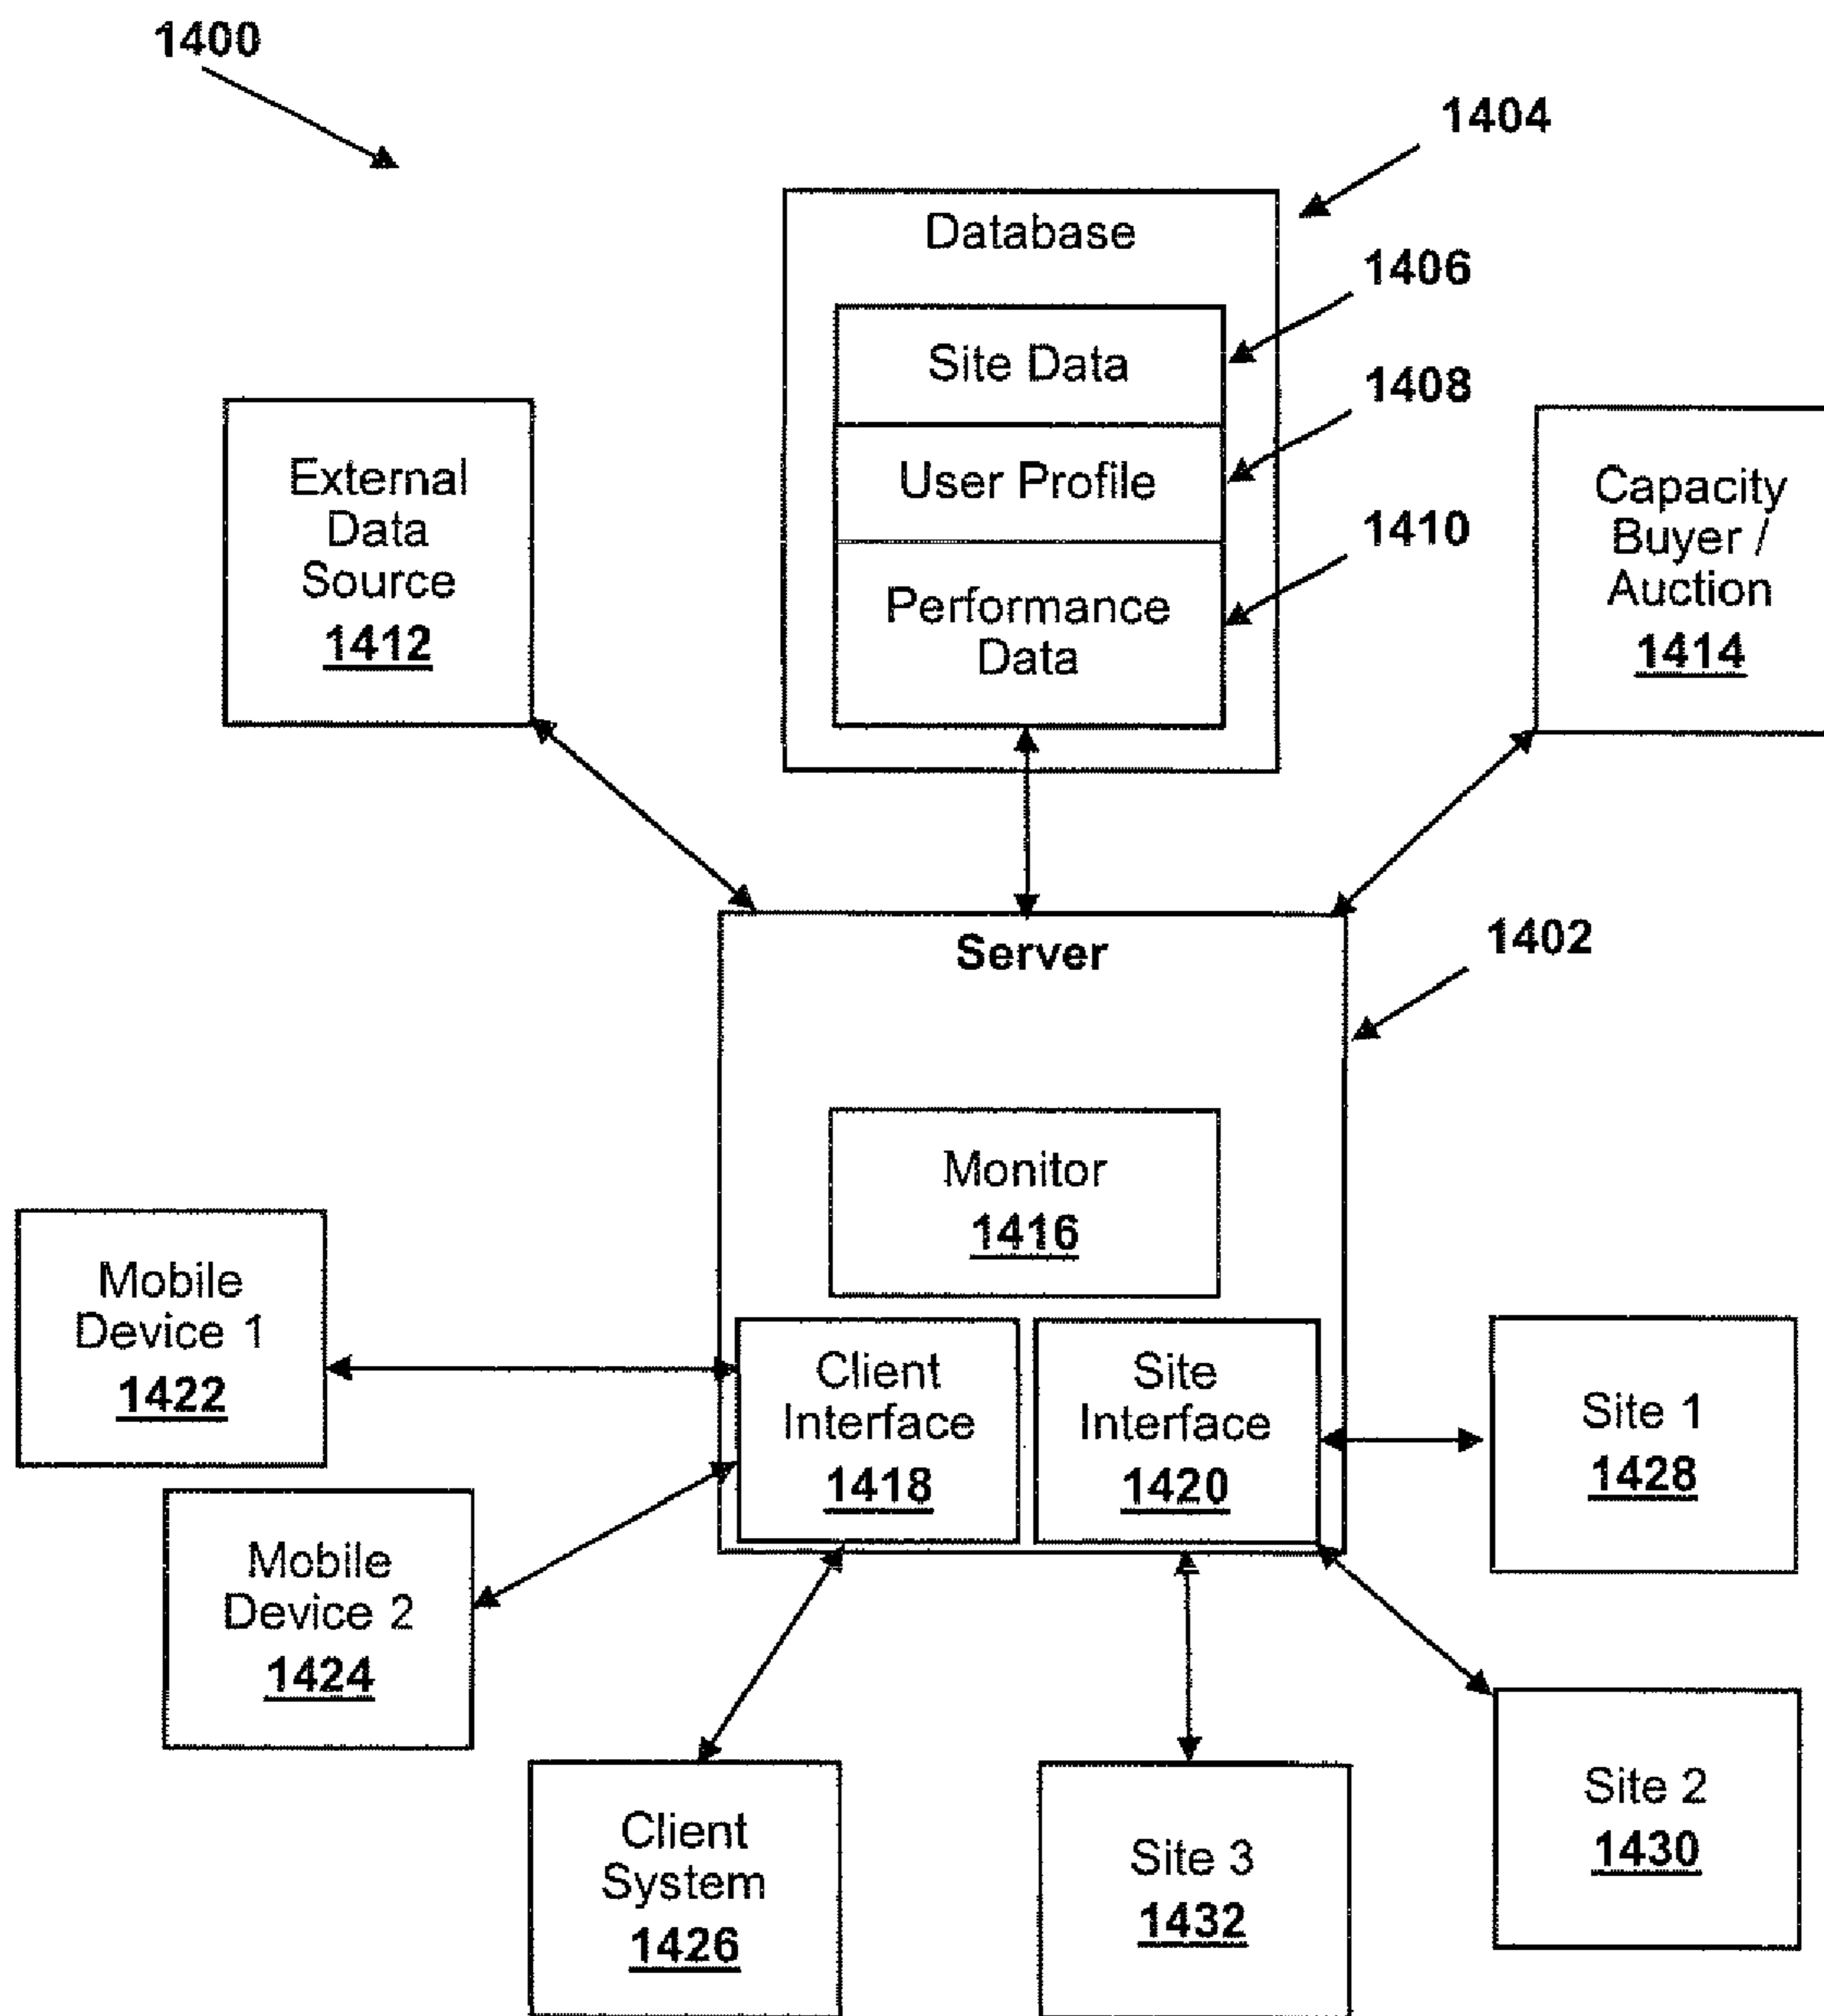 1400
1404
Database
1406
Site Data
1408
User Profile
1410
Performance
Data
External
Data
Source
1412
Capacity
Buyer /
Auction
1414
Server
1402
Monitor
1416
Mobile
Device 1
1422
Client
Interface
1418
Site
Interface
1420
Site 1
1428
Mobile
Device 2
1424
Client
System
1426
Site 3
1432
Site 2
1430